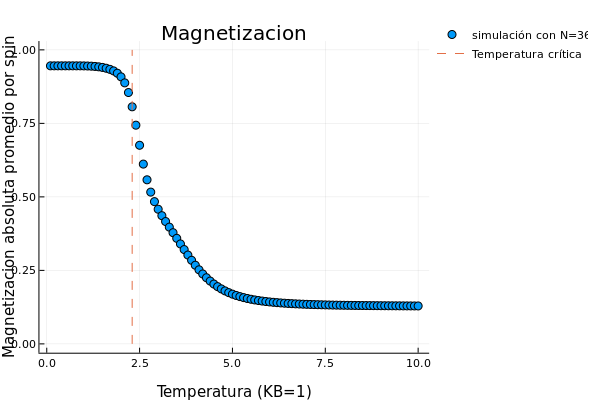 Magnetizacion
simulación con N=36
Temperatura crítica
Magnetizacion absoluta promedio por spin
1.00
0.75
0.50
0.25
0.00
0.0 2.5 5.0 7.5 10.0
Temperatura (KB=1)